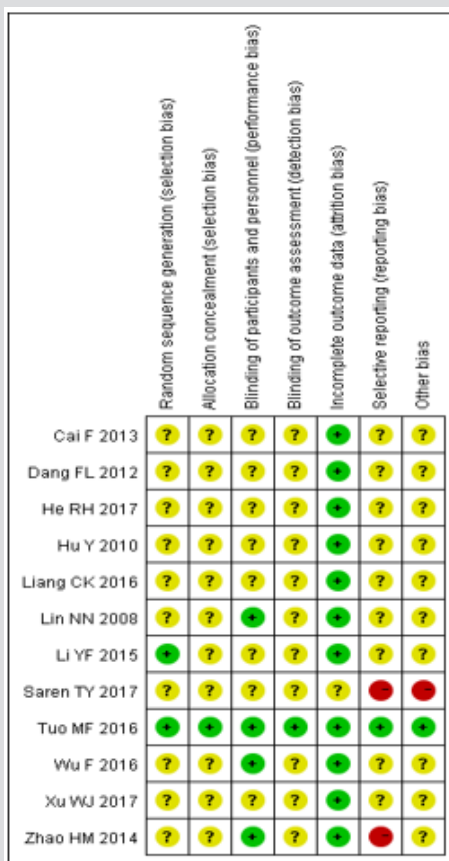 Random sequence generation (selection bias)
Allocation concealment (selection bias)
Blinding of participants and personnel (performance bias)
Blinding of outcome assessment (detection bias)
Incomplete outcome data (attrition bias)
Selective reporting (reporting bias)
Other bias
Cai F 2013 ? ? ? ? + ? ?
Dang FL 2012 ? ? ? ? + ? ?
He RH 2017 ? ? ? ? + ? ?
Hu Y 2010 ? ? ? ? + ? ?
Liang CK 2016 ? ? ? ? + ? ?
Lin NN 2008 ? ? + ? + ? ?
Li YF 2015 + ? ? ? + ? ?
Saren TY 2017 ? ? ? ? ? - -
Tuo MF 2016 + + + + + + +
Wu F 2016 ? ? + ? + ? ?
Xu WJ 2017 ? ? ? ? + ? ?
Zhao HM 2014 ? ? + ? + - ?